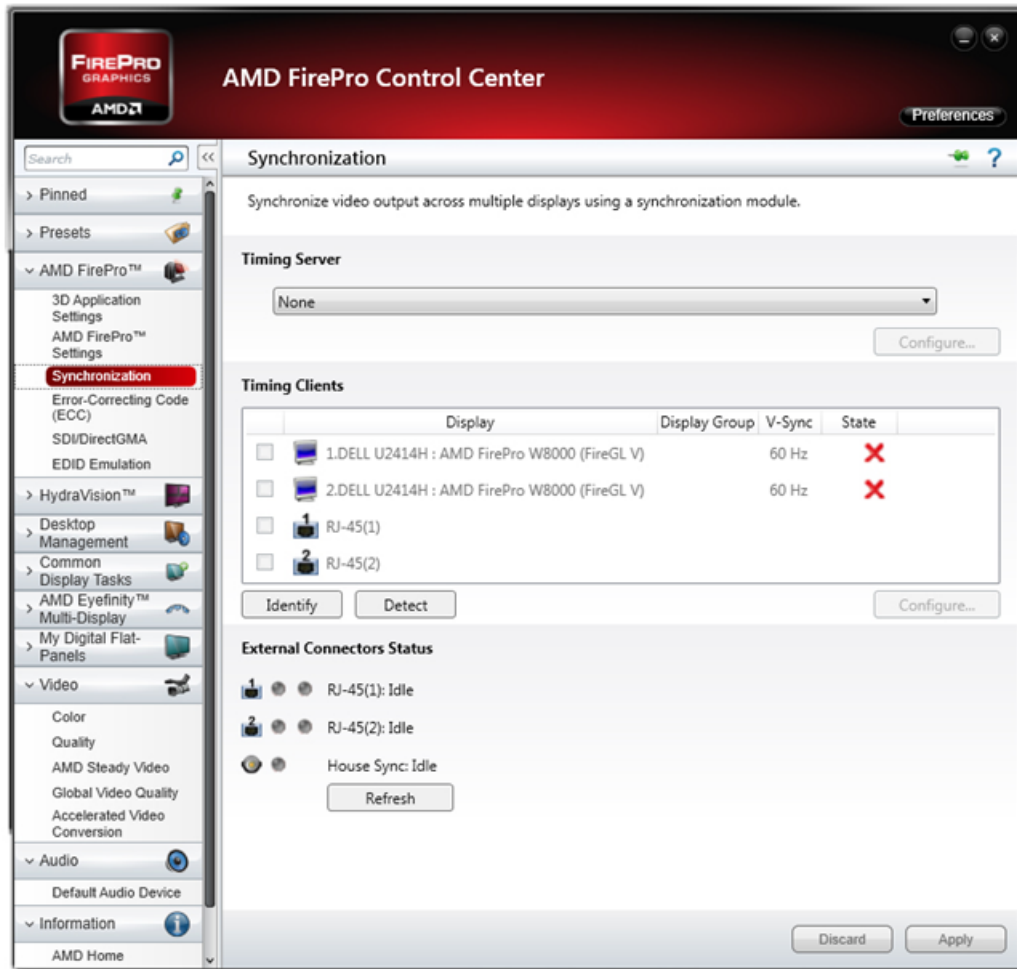 FIREPRO
GRAPHICS
AMD
AMD FirePro Control Center
Preferences
Search
Synchronization
Pinned
Presets
AMD FirePro™
3D Application
Settings
AMD FirePro™
Settings
Synchronization
Error-Correcting Code
(ECC)
SDI/DirectGMA
EDID Emulation
HydraVision™
Desktop
Management
Common
Display Tasks
AMD Eyefinity™
Multi-Display
My Digital Flat-
Panels
Video
Color
Quality
AMD Steady Video
Global Video Quality
Accelerated Video
Conversion
Audio
Default Audio Device
Information
AMD Home
Synchronize video output across multiple displays using a synchronization module.
Timing Server
None
Configure...
Timing Clients
Display Display Group V-Sync State
1.DELL U2414H : AMD FirePro W8000 (FireGL V) 60 Hz
2.DELL U2414H : AMD FirePro W8000 (FireGL V) 60 Hz
1 RJ-45(1)
2 RJ-45(2)
Identify Detect Configure...
External Connectors Status
1 RJ-45(1): Idle
2 RJ-45(2): Idle
House Sync: Idle
Refresh
Discard Apply